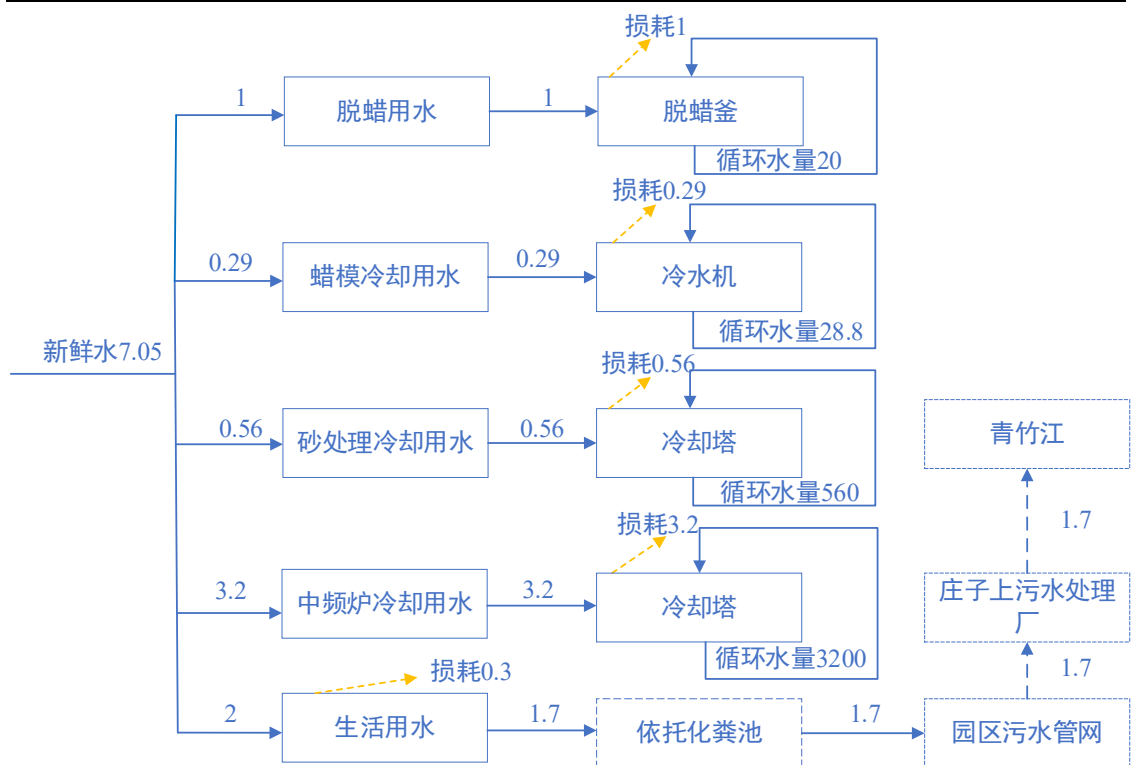 损耗1
1
脱蜡用水
1
脱蜡釜
循环水量20
损耗0.29
0.29
蜡模冷却用水
0.29
冷水机
循环水量28.8
新鲜水7.05
损耗0.56
0.56
砂处理冷却用水
0.56
冷却塔
循环水量560
青竹江
1.7
损耗3.2
3.2
中频炉冷却用水
3.2
冷却塔
循环水量3200
庄子上污水处理
厂
1.7
损耗0.3
2
生活用水
1.7
依托化粪池
1.7
园区污水管网